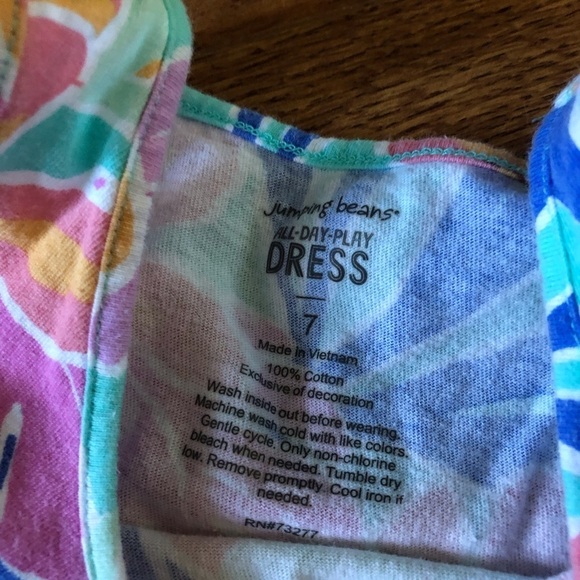 jumping beans®
ALL-DAY-PLAY
DRESS
7
Made in Vietnam
100% Cotton
Exclusive of decoration
Wash inside out before wearing.
Machine wash cold with like colors.
Gentle cycle. Only non-chlorine
bleach when needed. Tumble dry
low. Remove promptly. Cool iron if
needed.
RN#73277